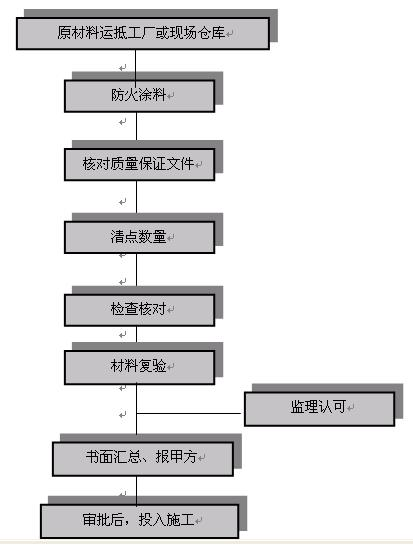 原材料运抵工厂或现场仓库
防火涂料
核对质量保证文件
清点数量
检查核对
材料复验
监理认可
书面汇总、报甲方
审批后，投入施工